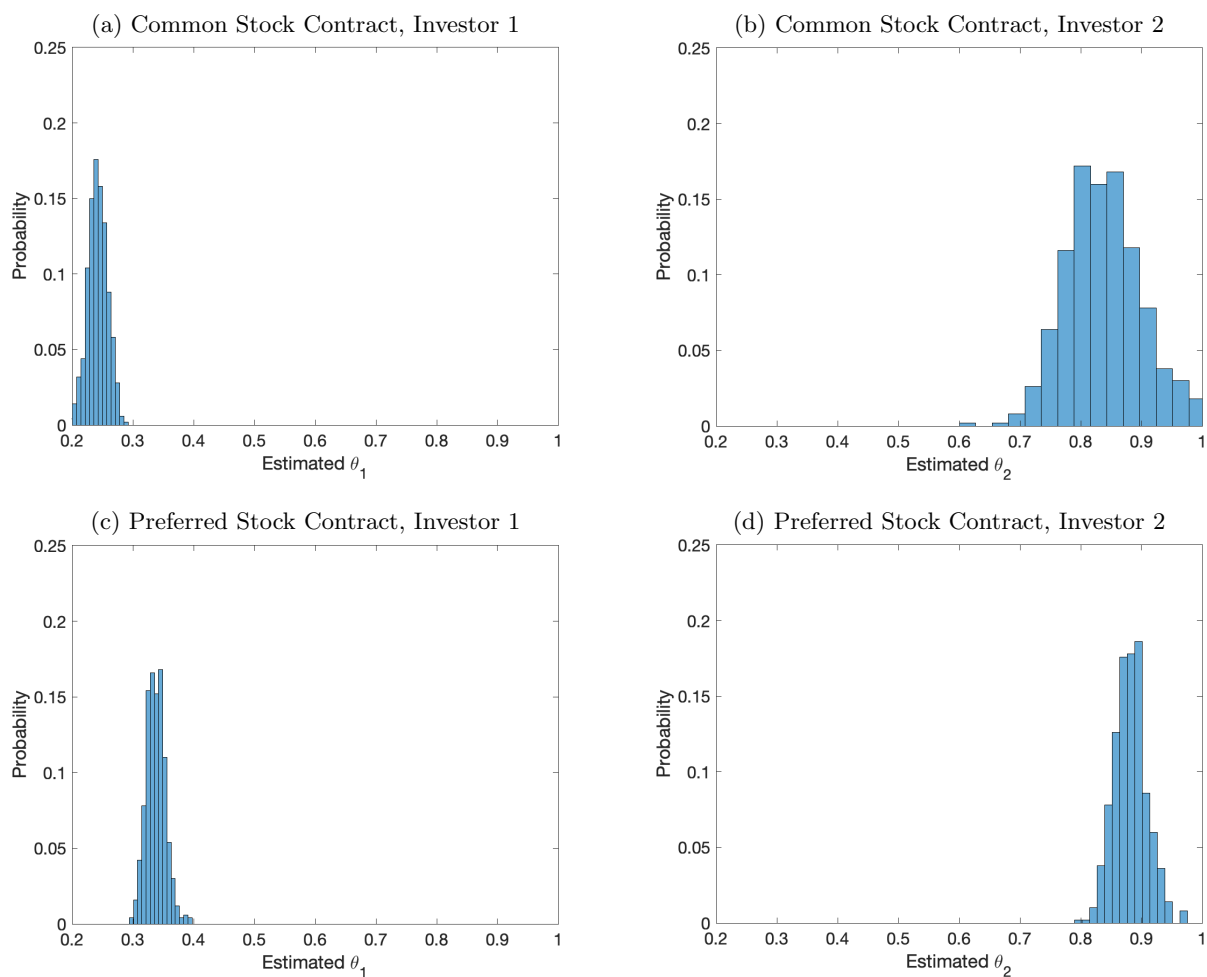 (a) Common Stock Contract, Investor 1
0.25
0.2
0.15
0.1
0.05
0
Probability
0.2 0.3 0.4 0.5 0.6 0.7 0.8 0.9 1
Estimated θ1
(b) Common Stock Contract, Investor 2
0.25
0.2
0.15
0.1
0.05
0
Probability
0.2 0.3 0.4 0.5 0.6 0.7 0.8 0.9 1
Estimated θ2
(c) Preferred Stock Contract, Investor 1
0.25
0.2
0.15
0.1
0.05
0
Probability
0.2 0.3 0.4 0.5 0.6 0.7 0.8 0.9 1
Estimated θ1
(d) Preferred Stock Contract, Investor 2
0.25
0.2
0.15
0.1
0.05
0
Probability
0.2 0.3 0.4 0.5 0.6 0.7 0.8 0.9 1
Estimated θ2